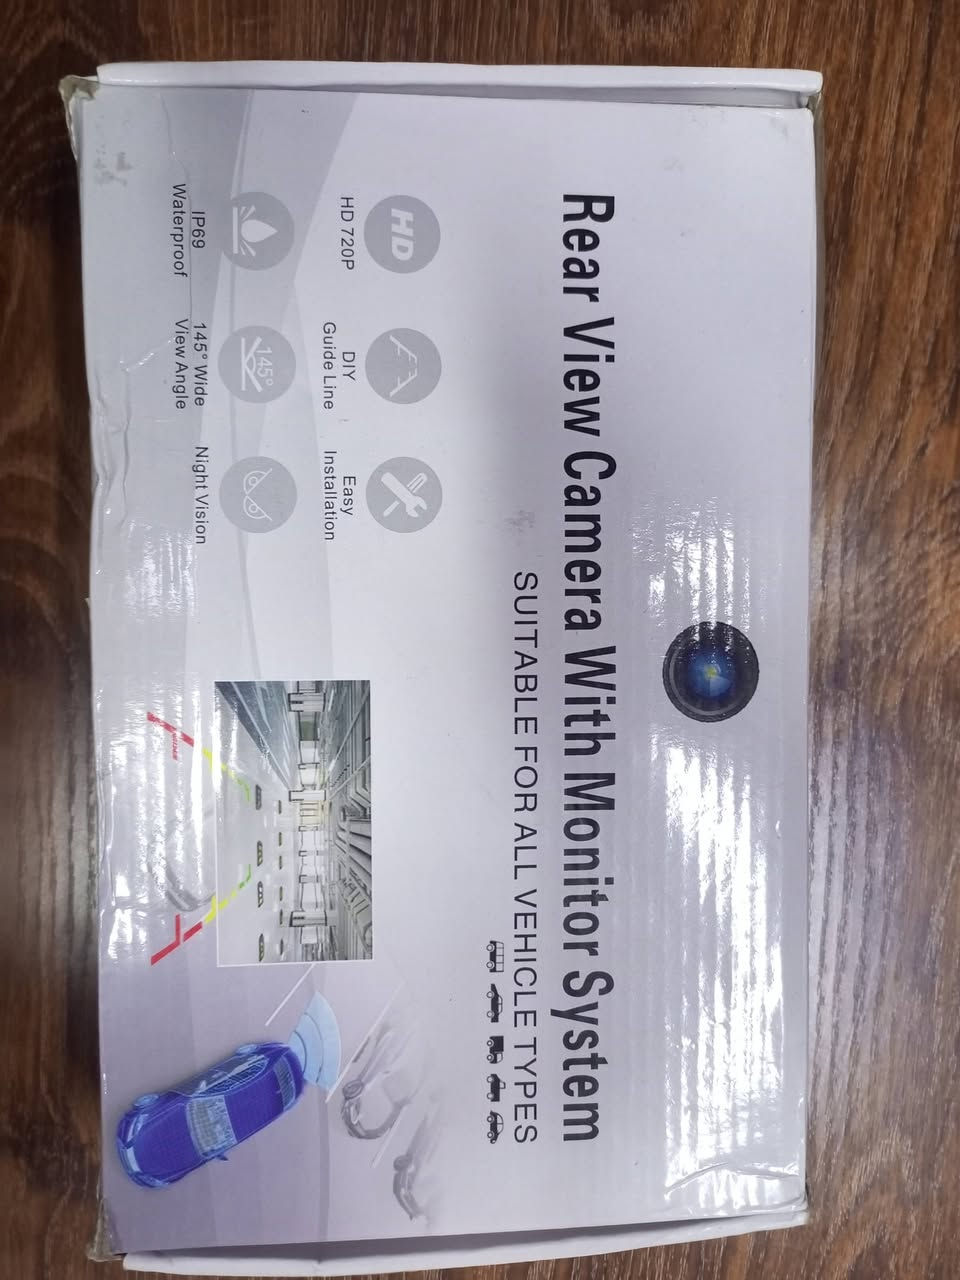 Rear View Camera With Monitor System
SUITABLE FOR ALL VEHICLE TYPES
HD
HD 720P
DIY
Guide Line
Easy
Installation
145°
IP69
Waterproof
145° Wide
View Angle
Night Vision